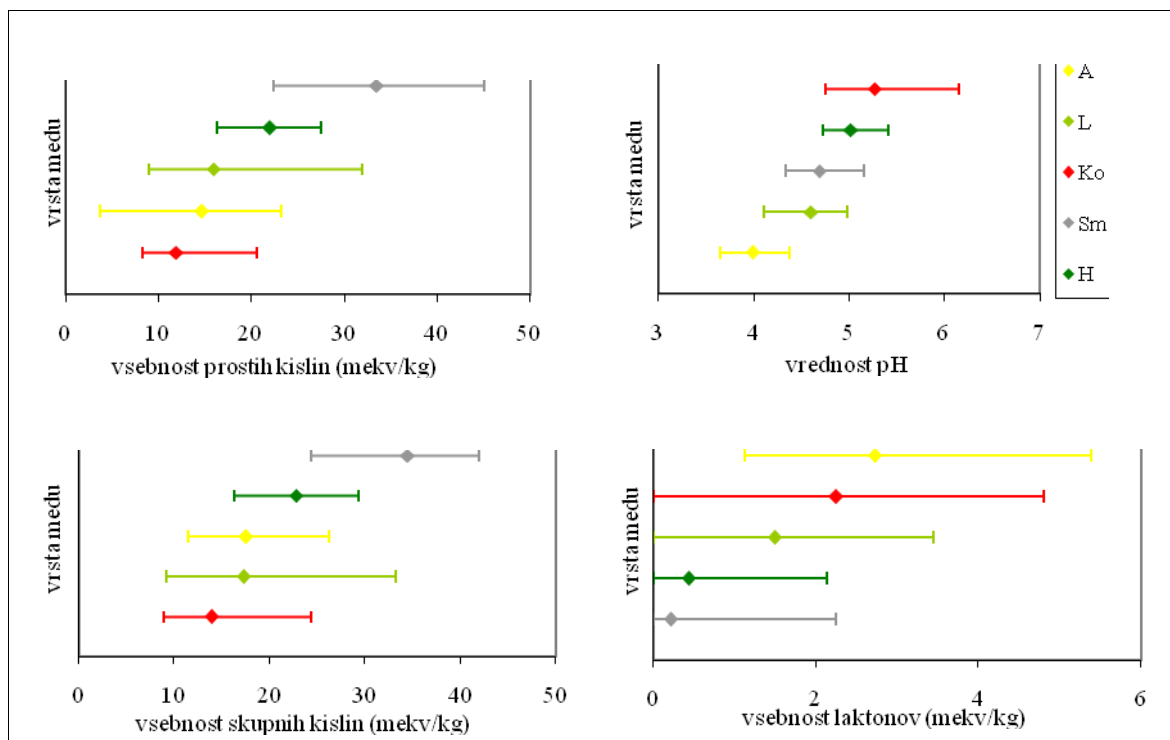 vrsta medu
0 10 20 30 40 50
vsebnost prostih kislin (mekv/kg)
vrsta medu
3 4 5 6 7
vrednost pH
A
L
Ko
Sm
H
vrsta medu
0 10 20 30 40 50
vsebnost skupnih kislin (mekv/kg)
vrsta medu
0 2 4 6
vsebnost laktonov (mekv/kg)